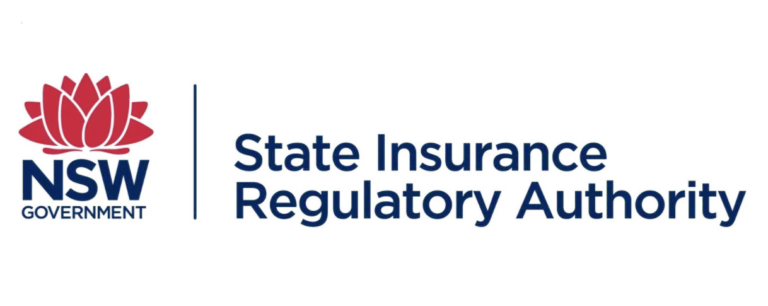 NSW
GOVERNMENT
State Insurance
Regulatory Authority